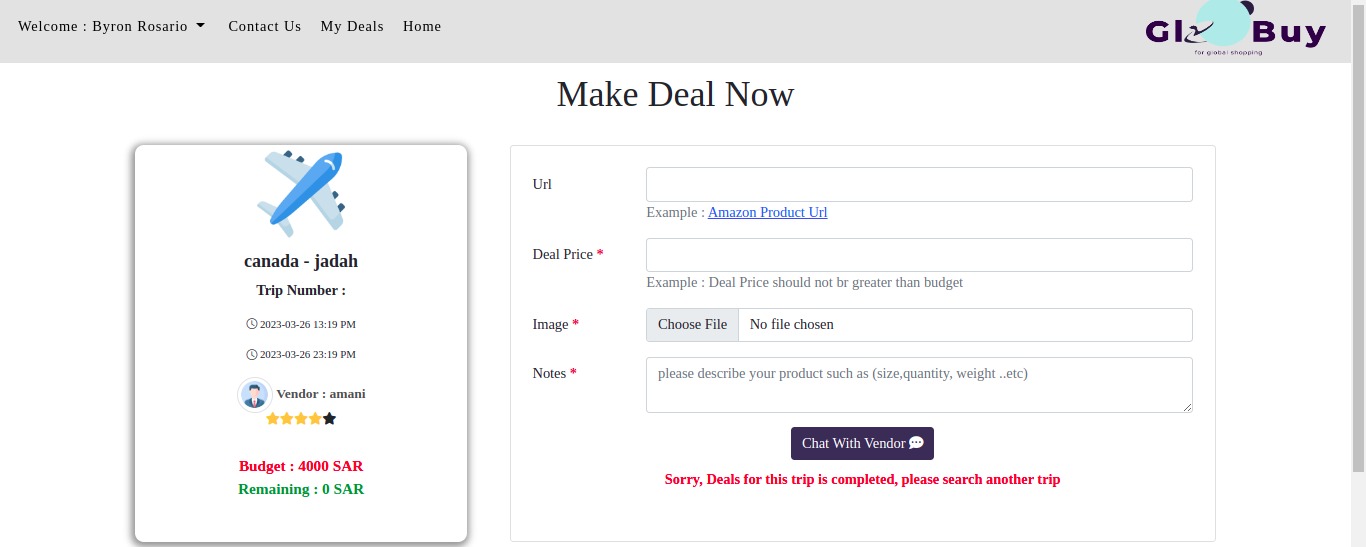 Welcome : Byron Rosario Contact Us My Deals Home
Gl Buy
for global shopping
Make Deal Now
canada - jadah
Trip Number :
2023-03-26 13:19 PM
2023-03-26 23:19 PM
Vendor : amani
Budget : 4000 SAR
Remaining : 0 SAR
Url
Example : Amazon Product Url
Deal Price *
Example : Deal Price should not br greater than budget
Image * Choose File No file chosen
Notes * please describe your product such as (size,quantity, weight ..etc)
Chat With Vendor
Sorry, Deals for this trip is completed, please search another trip